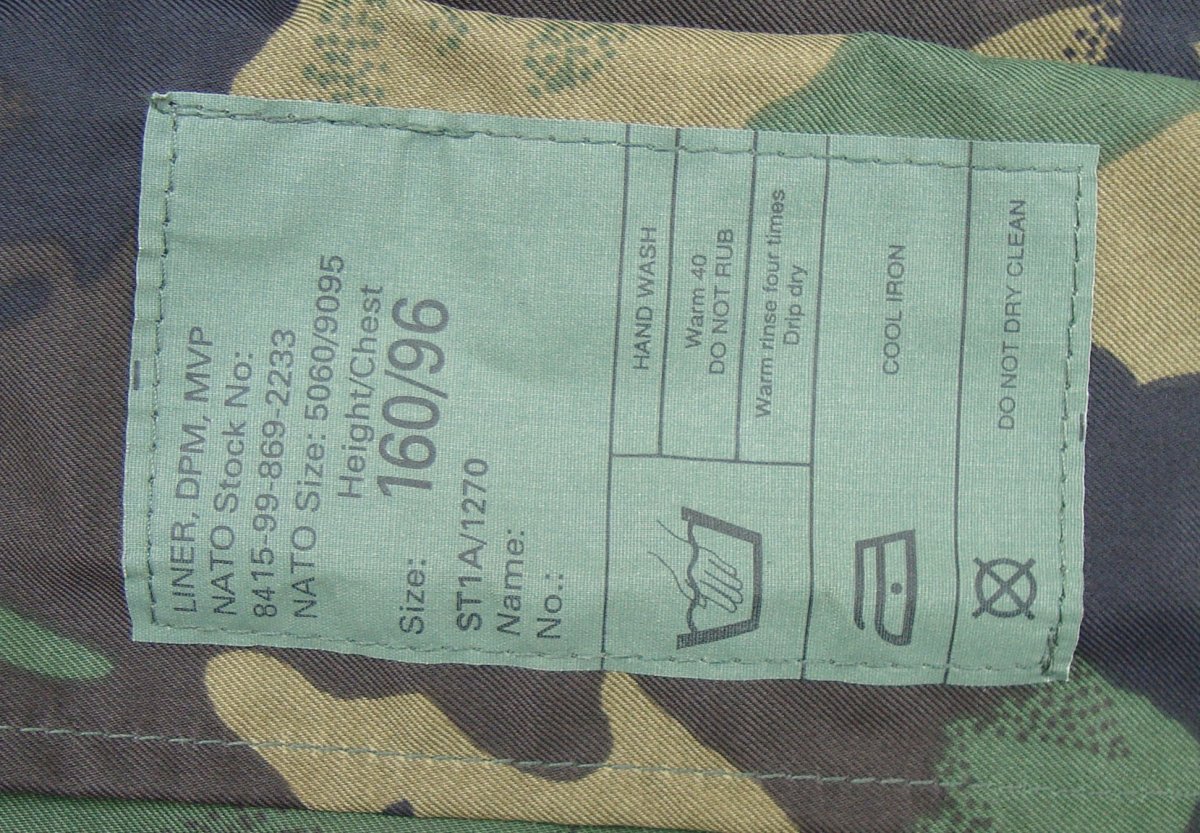 LINER, DPM, MVP
NATO Stock No:
8415-99-869-2233
NATO Size: 5060/9095
Height/Chest
Size: 160/96
ST1A/1270
Name:
No.:
HAND WASH
Warm 40
DO NOT RUB
Warm rinse four times
Drip dry
COOL IRON
DO NOT DRY CLEAN